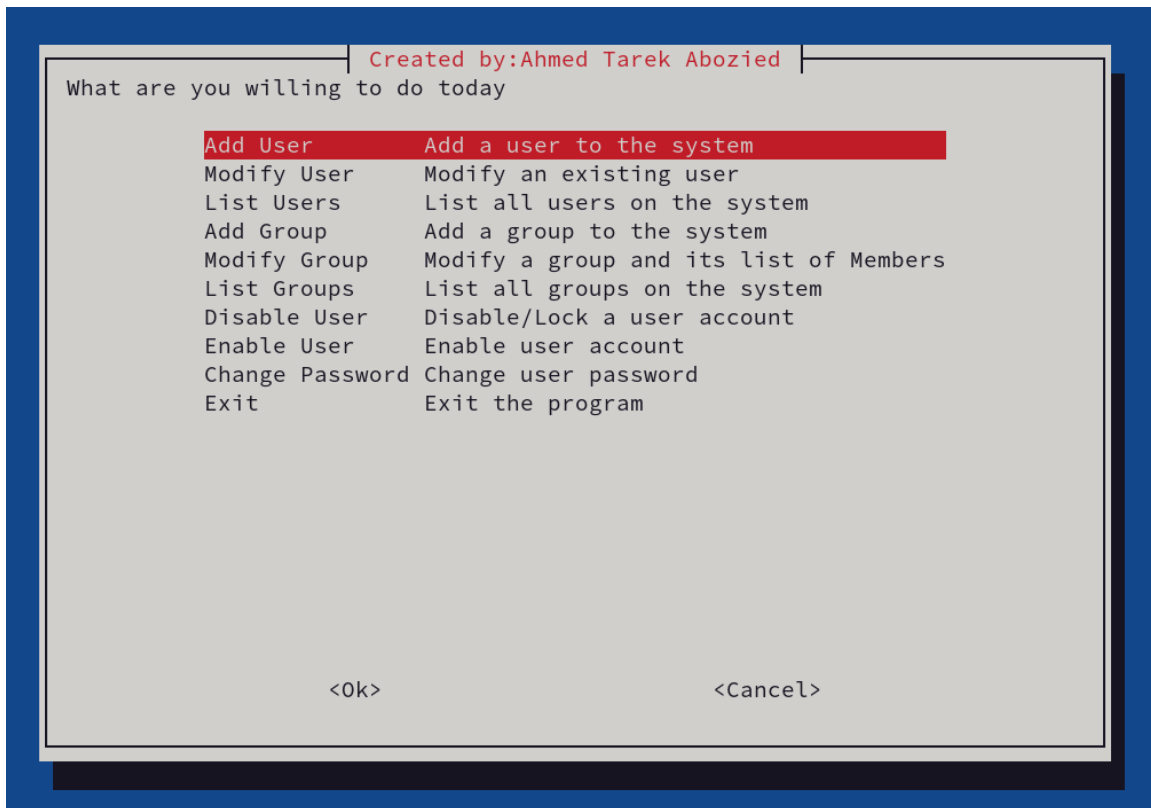 Created by:Ahmed Tarek Abozied
What are you willing to do today
Add User Add a user to the system
Modify User Modify an existing user
List Users List all users on the system
Add Group Add a group to the system
Modify Group Modify a group and its list of Members
List Groups List all groups on the system
Disable User Disable/Lock a user account
Enable User Enable user account
Change Password Change user password
Exit Exit the program
<Ok> <Cancel>